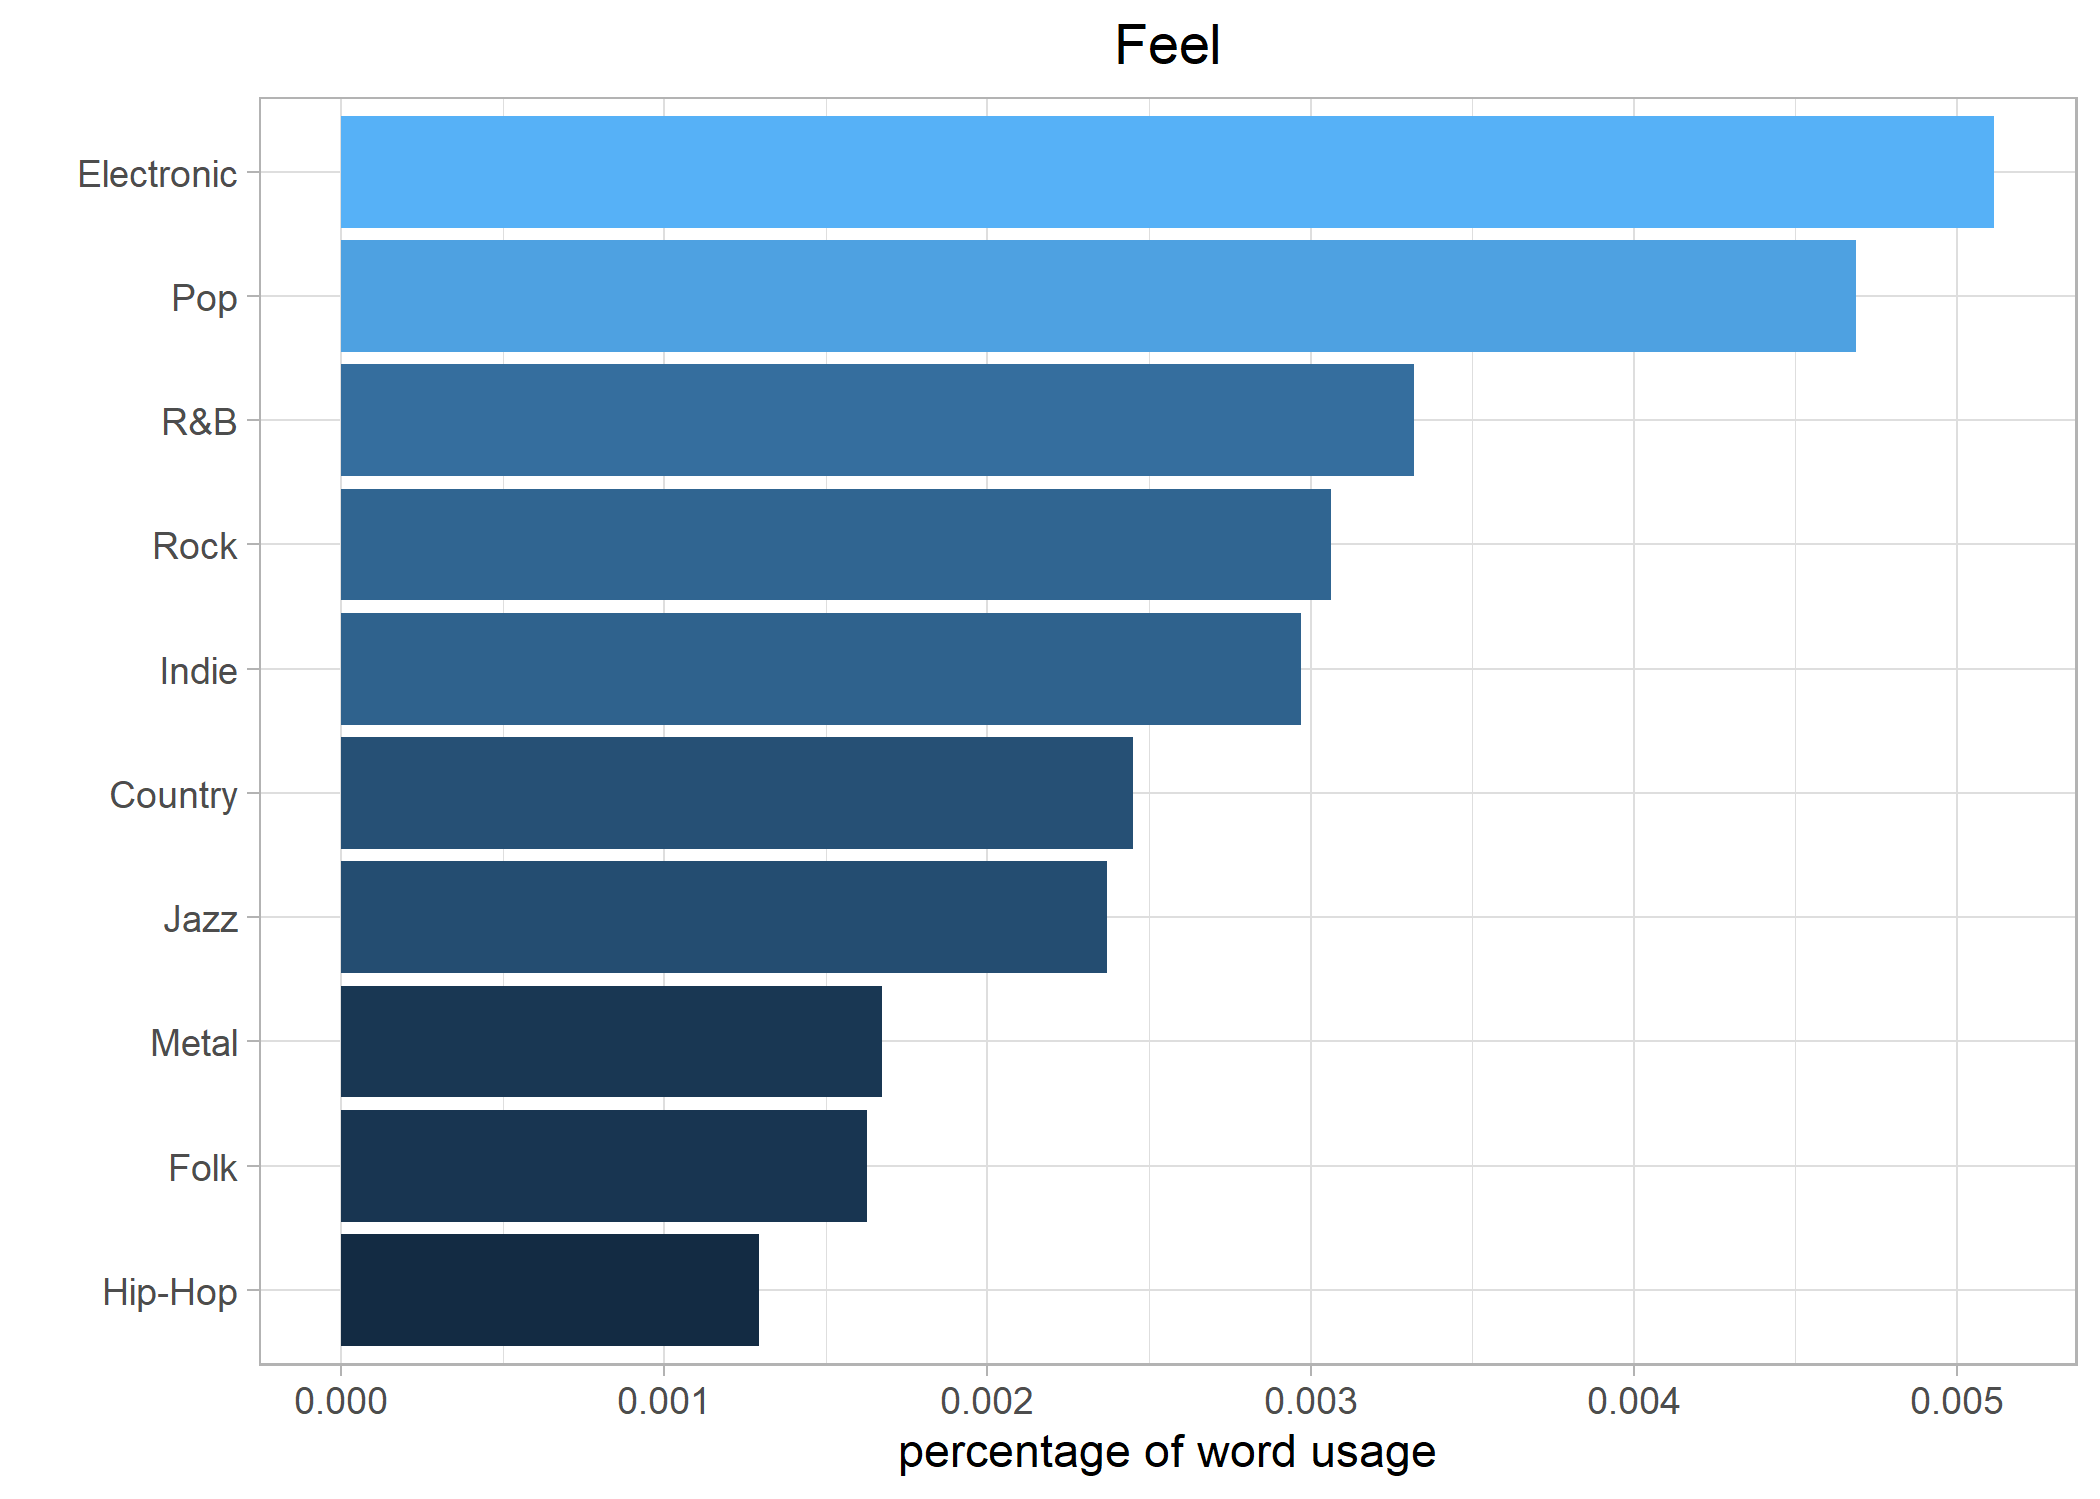 Feel
Electronic
Pop
R&B
Rock
Indie
Country
Jazz
Metal
Folk
Hip-Hop
0.000 0.001 0.002 0.003 0.004 0.005
percentage of word usage